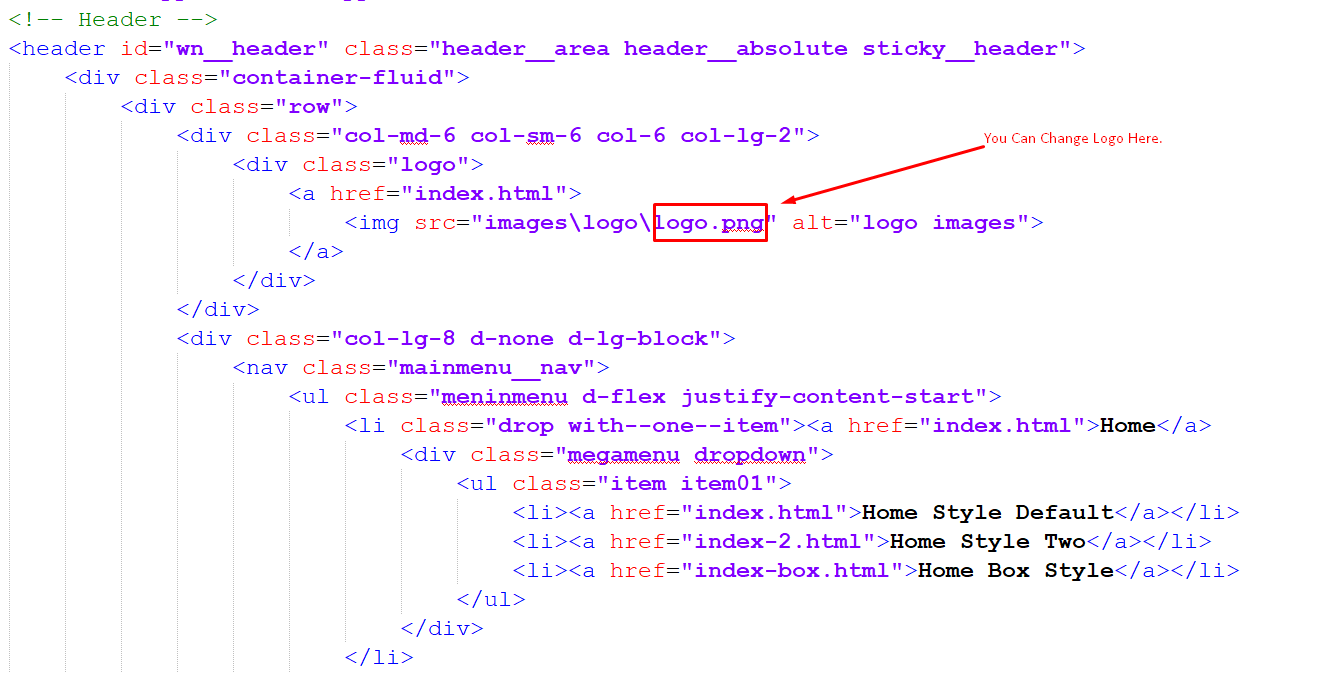 <!-- Header -->
<header id="wn__header" class="header__area header__absolute sticky__header">
<div class="container-fluid">
<div class="row">
<div class="col-md-6 col-sm-6 col-6 col-lg-2">
You Can Change Logo Here.
<div class="logo">
<a href="index.html">
<img src="images\logo\logo.png" alt="logo images">
</a>
</div>
</div>
<div class="col-lg-8 d-none d-lg-block">
<nav class="mainmenu__nav">
<ul class="meninmenu d-flex justify-content-start">
<li class="drop with--one--item"><a href="index.html">Home</a>
<div class="megamenu dropdown">
<ul class="item item01">
<li><a href="index.html">Home Style Default</a></li>
<li><a href="index-2.html">Home Style Two</a></li>
<li><a href="index-box.html">Home Box Style</a></li>
</ul>
</div>
</li>